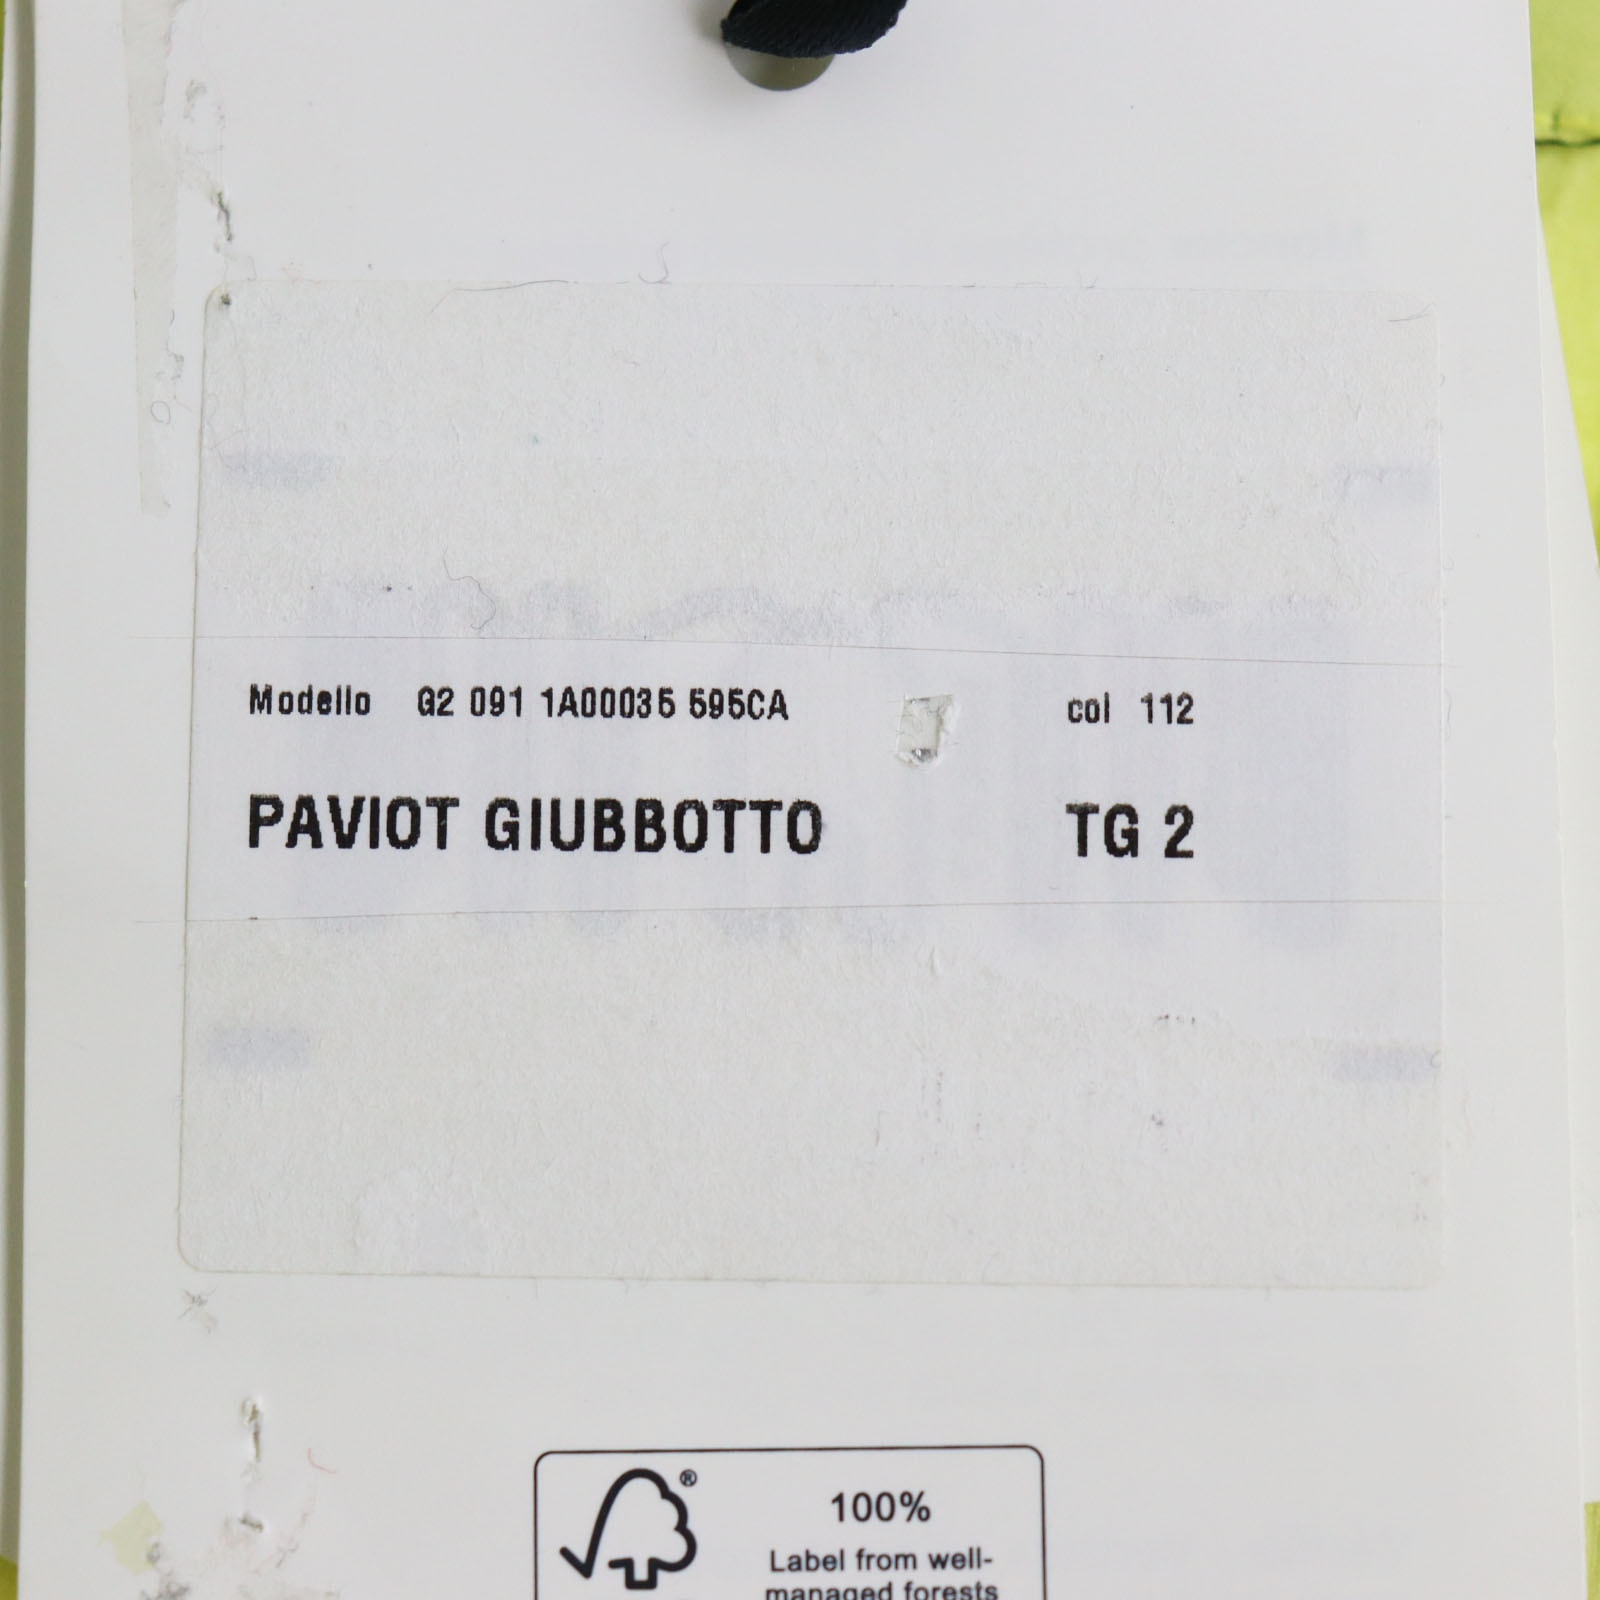 Modello G2 091 1A00035 595CA col 112
PAVIOT GIUBBOTTO TG 2
®
100%
Label from well-
managed forests